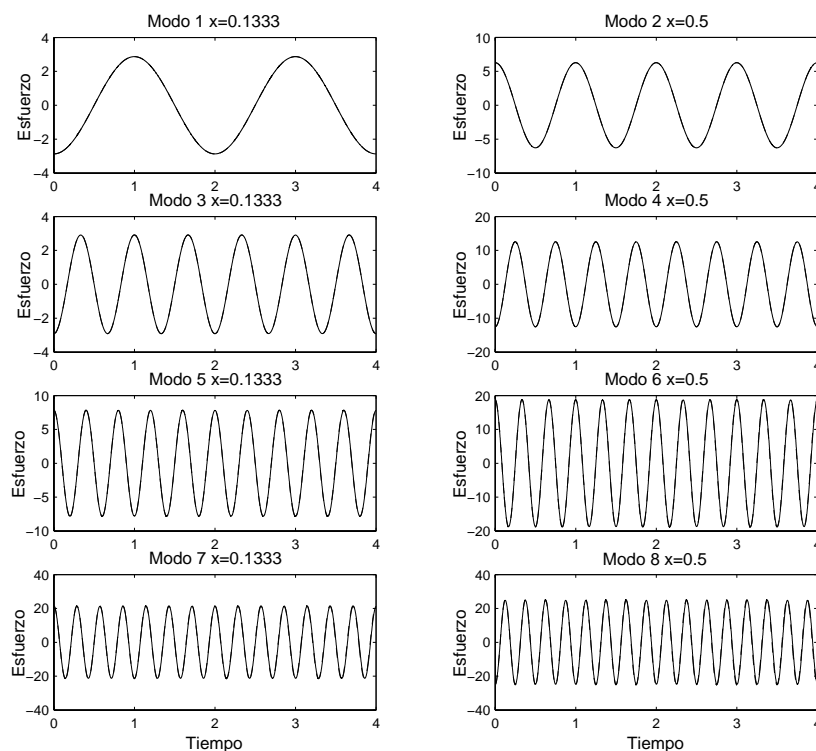 Modo 1 x=0.1333
Esfuerzo
4
2
0
−2
−4
0 1 2 3 4
Modo 2 x=0.5
Esfuerzo
10
5
0
−5
−10
0 1 2 3 4
Modo 3 x=0.1333
Esfuerzo
4
2
0
−2
−4
0 1 2 3 4
Modo 4 x=0.5
Esfuerzo
20
10
0
−10
−20
0 1 2 3 4
Modo 5 x=0.1333
Esfuerzo
10
5
0
−5
−10
0 1 2 3 4
Modo 6 x=0.5
Esfuerzo
20
10
0
−10
−20
0 1 2 3 4
Modo 7 x=0.1333
Esfuerzo
40
20
0
−20
−40
0 1 2 3 4
Tiempo
Modo 8 x=0.5
Esfuerzo
40
20
0
−20
−40
0 1 2 3 4
Tiempo